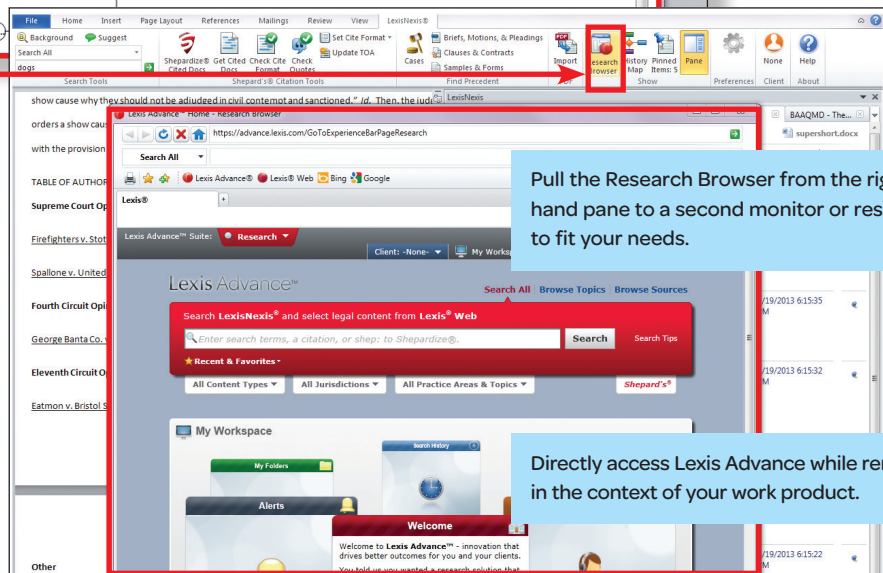 File Home Insert Page Layout References Mailings Review View LexisNexis®
Background Suggest
Search All
dogs
Search Tools
Shepardize® Cited Docs
Get Cited Docs
Check Cite Format
Check Quotes
Set Cite Format
Update TOA
Shepard's® Citation Tools
Cases
Briefs, Motions, & Pleadings
Clauses & Contracts
Samples & Forms
Find Precedent
Import
Research Browser
History Map
Pinned Items: 5
Pane
Show
Preferences
None
Client
Help
About
show cause why they should not be adjudged in civil contempt and sanctioned." Id. Then, the
LexisNexis
orders a show
with the provision
TABLE OF
Supreme Court
Firefighters v.
Spallone v. United
Fourth Circuit
George Banta Co.
Eleventh Circuit
Eatmon v. Bristol
Other
Lexis Advance™ Home - Research Browser
https://advance.lexis.com/GoToExperienceBarPageResearch
Search All
Lexis Advance® Lexis® Web Bing Google
Lexis®
Lexis Advance™ Suite: Research
Client: -None- My
Lexis Advance™
Search All Browse Topics Browse Sources
Search LexisNexis® and select legal content from Lexis® Web
Enter search terms, a citation, or shep: to Shepardize®.
Search
Search Tips
Recent & Favorites
All Content Types All Jurisdictions All Practice Areas & Topics Shepard's®
My Workspace
Search History
My Folders
Alerts
Welcome
Welcome to Lexis Advance™ - innovation that
drives better outcomes for you and your clients.
You told us you wanted a research solution that
BAAQMD - The...
supershort.docx
/19/2013 6:15:35
M
/19/2013 6:15:32
M
/19/2013 6:15:22
M
Pull the Research Browser from the
hand pane to a second monitor or
to fit your needs.
Directly access Lexis Advance while
in the context of your work product.